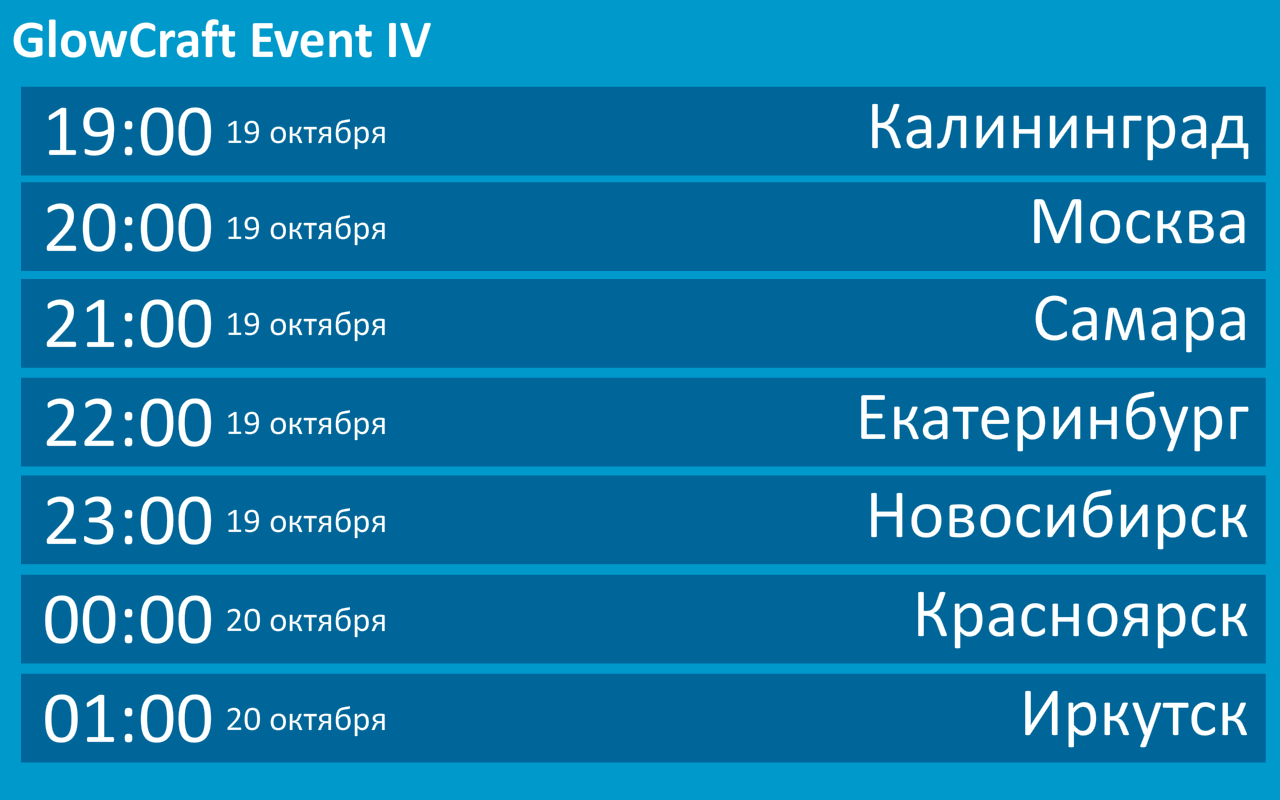 GlowCraft Event IV
19:00 19 октября Калининград
20:00 19 октября Москва
21:00 19 октября Самара
22:00 19 октября Екатеринбург
23:00 19 октября Новосибирск
00:00 20 октября Красноярск
01:00 20 октября Иркутск